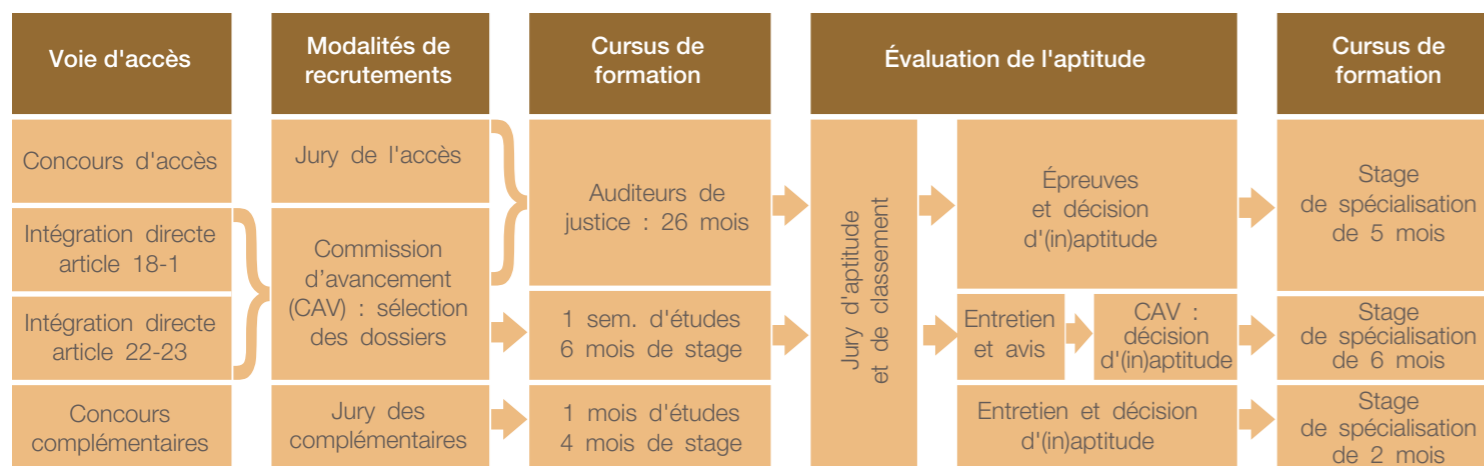 Voie d'accès
Modalités de
recrutements
Cursus de
formation
Évaluation de l'aptitude
Cursus de
formation
Concours d'accès
Jury de l'accès
Auditeurs de
justice : 26 mois
Jury d'aptitude
et de classement
Épreuves
et décision
d'(in)aptitude
Stage
de spécialisation
de 5 mois
Intégration directe
article 18-1
Commission
d’avancement
(CAV) : sélection
des dossiers
Intégration directe
article 22-23
1 sem. d'études
6 mois de stage
Entretien
et avis
CAV :
décision
d'(in)aptitude
Stage
de spécialisation
de 6 mois
Concours
complémentaires
Jury des
complémentaires
1 mois d'études
4 mois de stage
Entretien et décision
d'(in)aptitude
Stage
de spécialisation
de 2 mois